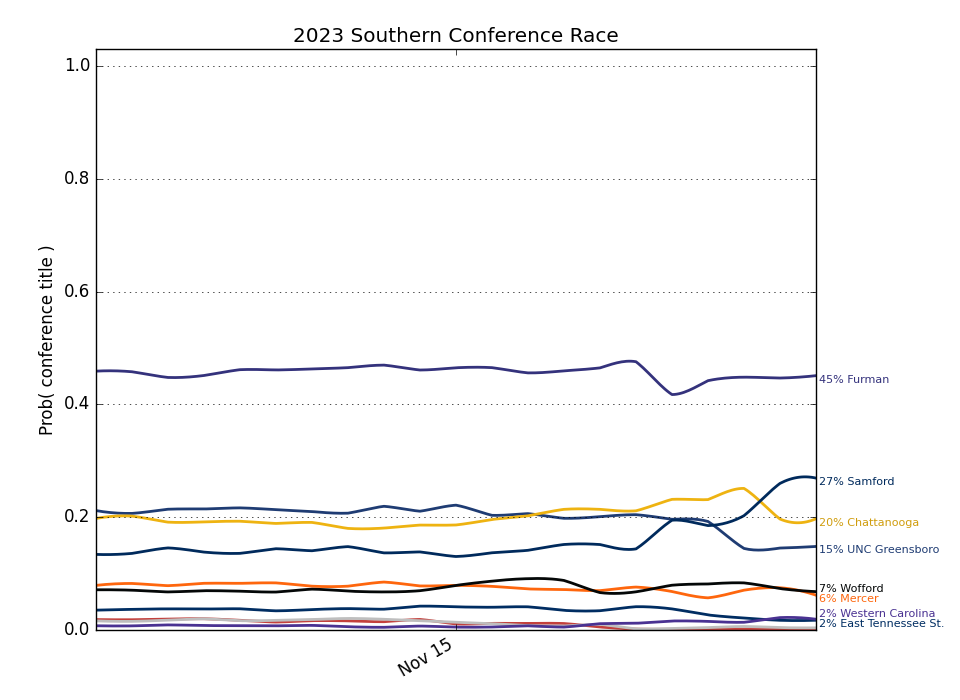 2023 Southern Conference Race
Prob( conference title )
1.0
0.8
0.6
0.4
0.2
0.0
Nov 15
45% Furman
27% Samford
20% Chattanooga
15% UNC Greensboro
7% Wofford
6% Mercer
2% Western Carolina
2% East Tennessee St.